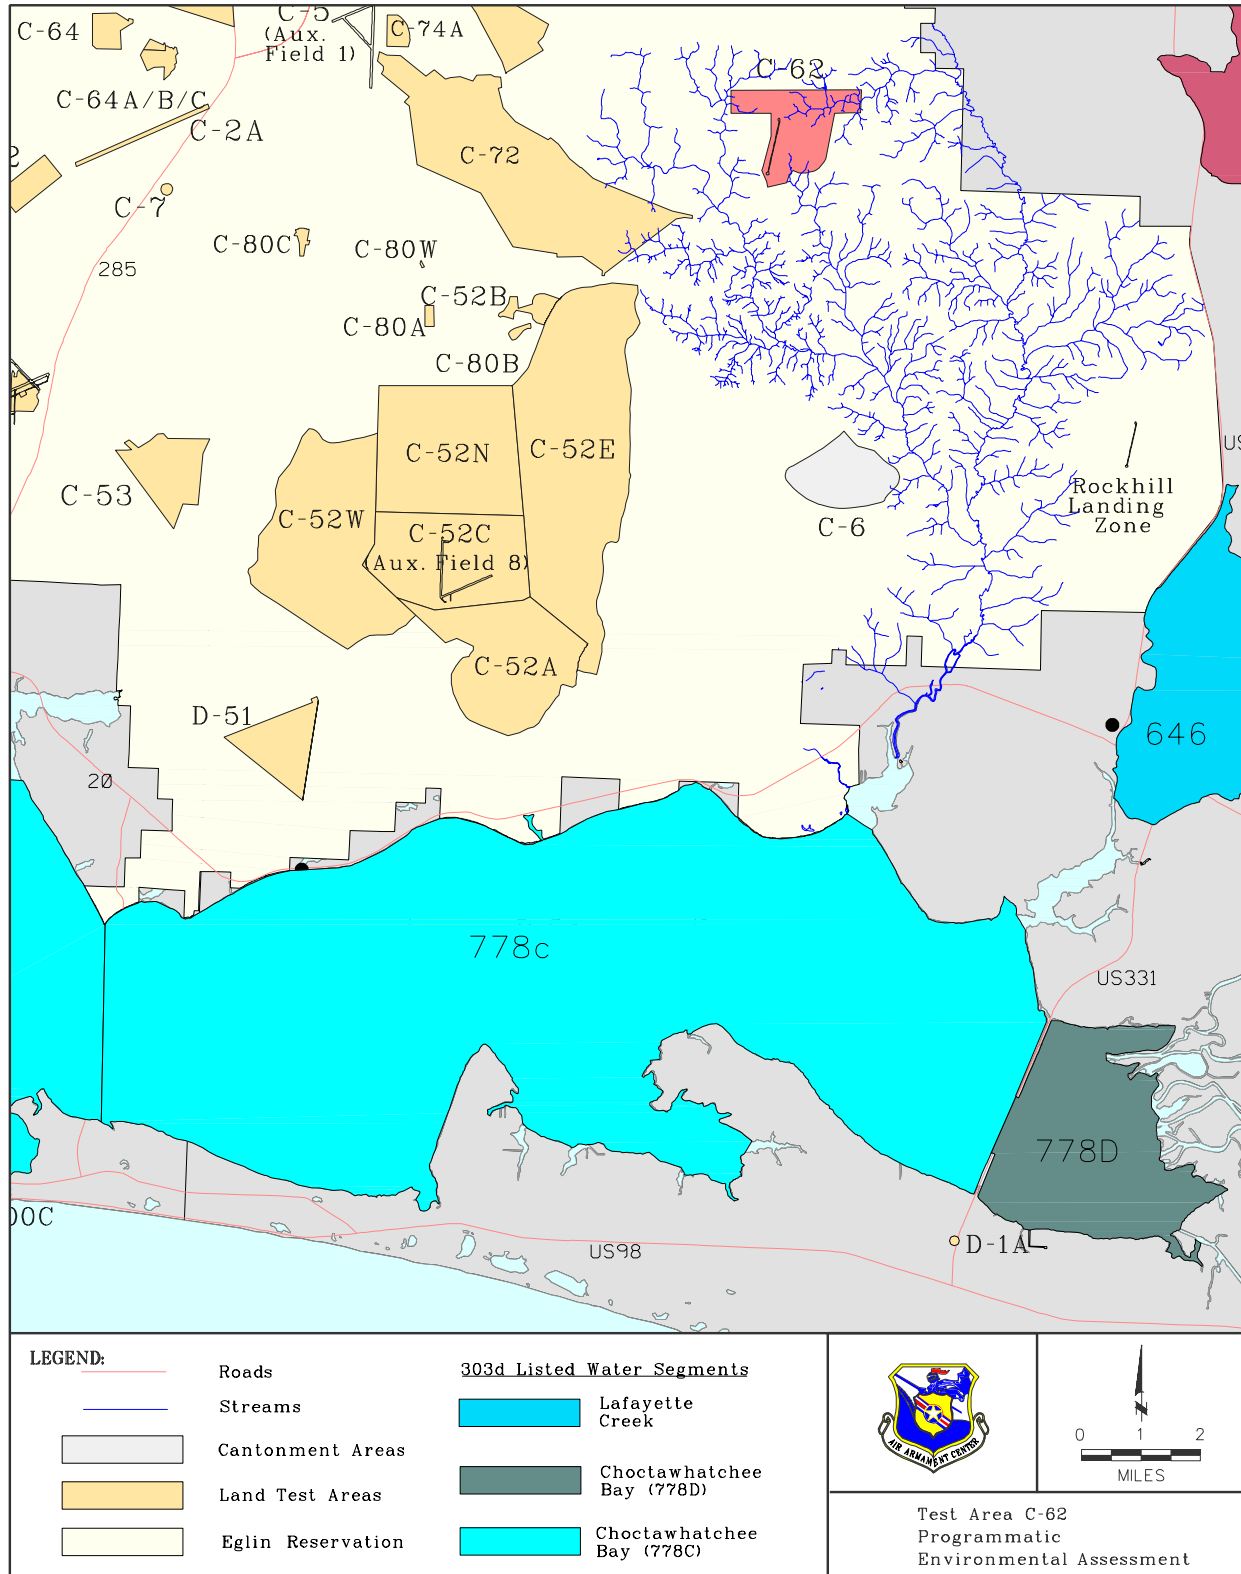 C-64
C-5
(Aux.
Field 1)
C-74A
C-62
C-64A/B/C
C-2A
C-72
2
C-7
C-80C
C-80W
285
C-52B
C-80A
C-80B
C-52N
C-52E
US
C-53
C-52W
C-52C
(Aux. Field 8)
C-6
Rockhill
Landing
Zone
C-52A
D-51
646
20
778c
US331
778D
00C
US98
D-1A
LEGEND:
Roads
Streams
Cantonment Areas
Land Test Areas
Eglin Reservation
303d Listed Water Segments
Lafayette
Creek
Choctawhatchee
Bay (778D)
Choctawhatchee
Bay (778C)
AIR ARMAMENT CENTER
0 1 2
MILES
Test Area C-62
Programmatic
Environmental Assessment